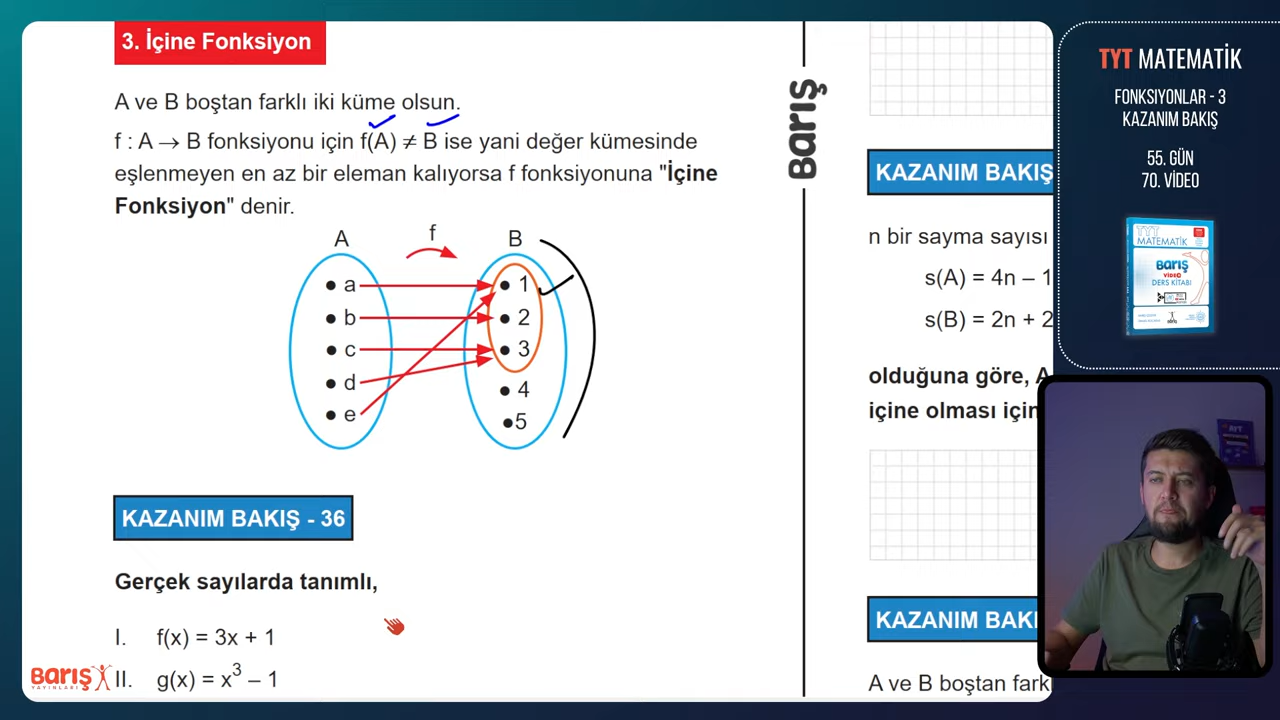 3. İçine Fonksiyon
A ve B boştan farklı iki küme olsun.
f : A → B fonksiyonu için f(A) ≠ B ise yani değer kümesinde
eşlenmeyen en az bir eleman kalıyorsa f fonksiyonuna "İçine
Fonksiyon" denir.
A
f
B
a
b
c
d
e
1
2
3
4
5
KAZANIM BAKIŞ - 36
Gerçek sayılarda tanımlı,
I. f(x) = 3x + 1
II. g(x) = x³ – 1
Barış
YAYINLARI
Barış
KAZANIM BAKIŞ
n bir sayma sayısı
s(A) = 4n – 1
s(B) = 2n + 2
olduğuna göre, A
içine olması için
KAZANIM BAKI
A ve B boştan fark
TYT MATEMATİK
FONKSIYONLAR - 3
KAZANIM BAKIŞ
55. GÜN
70. VİDEO
TYT
MATEMATİK
Barış
VİDEO
DERS KİTABI